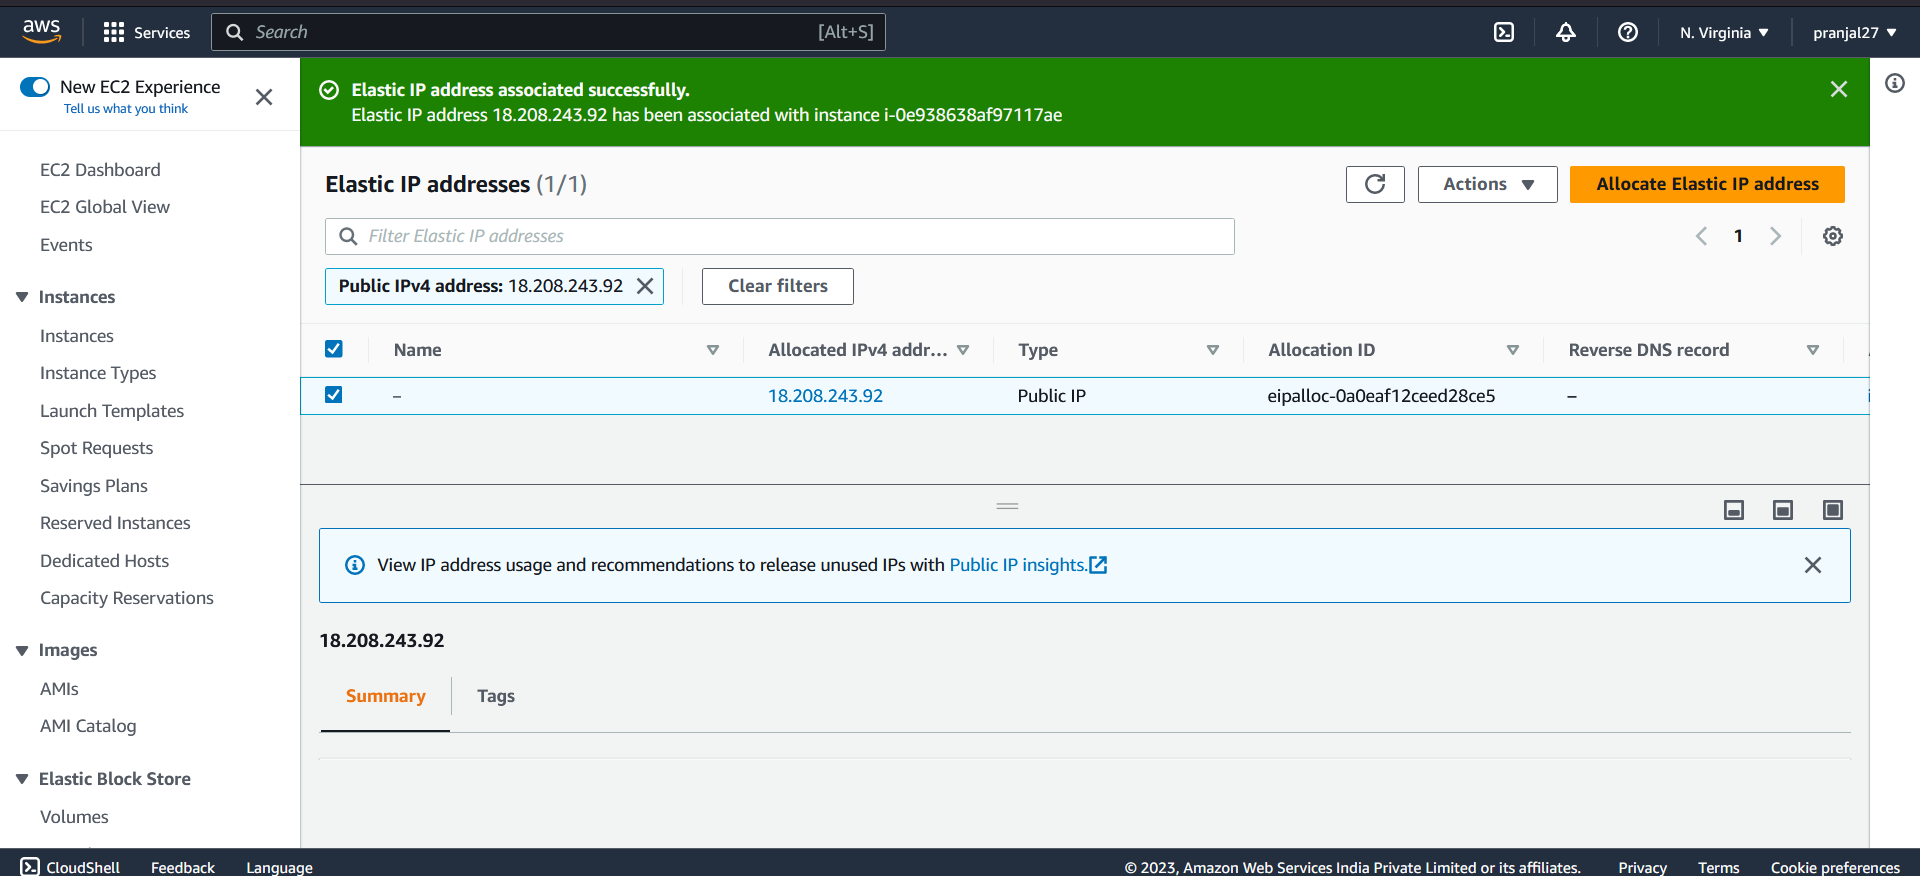 aws
Services
Search
[Alt+S]
N. Virginia
pranjal27
New EC2 Experience
Tell us what you think
EC2 Dashboard
EC2 Global View
Events
Instances
Instances
Instance Types
Launch Templates
Spot Requests
Savings Plans
Reserved Instances
Dedicated Hosts
Capacity Reservations
Images
AMIs
AMI Catalog
Elastic Block Store
Volumes
Elastic IP address associated successfully.
Elastic IP address 18.208.243.92 has been associated with instance i-0e938638af97117ae
Elastic IP addresses (1/1)
Actions
Allocate Elastic IP address
Filter Elastic IP addresses
1
Public IPv4 address: 18.208.243.92
Clear filters
Name Allocated IPv4 addr... Type Allocation ID Reverse DNS record
– 18.208.243.92 Public IP eipalloc-0a0eaf12ceed28ce5 –
View IP address usage and recommendations to release unused IPs with Public IP insights.
18.208.243.92
Summary
Tags
CloudShell Feedback Language © 2023, Amazon Web Services India Private Limited or its affiliates. Privacy Terms Cookie preferences